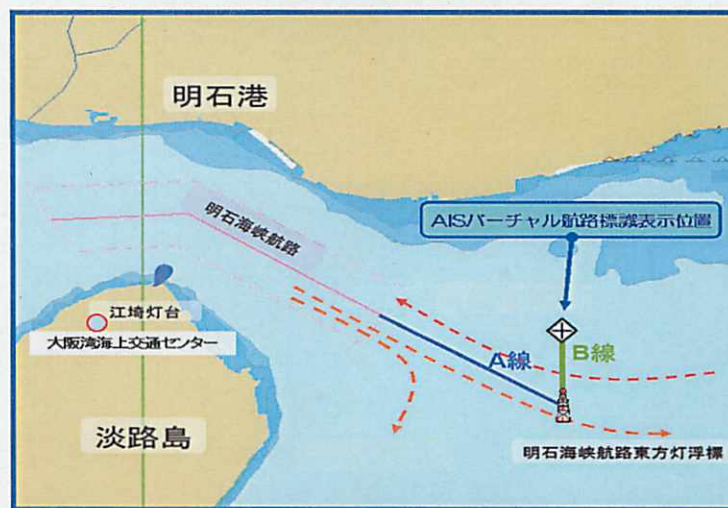 明石港
明石海峡航路
AISバーチャル航路標識表示位置
江埼灯台
大阪湾海上交通センター
A線
B線
淡路島
明石海峡航路東方灯浮標